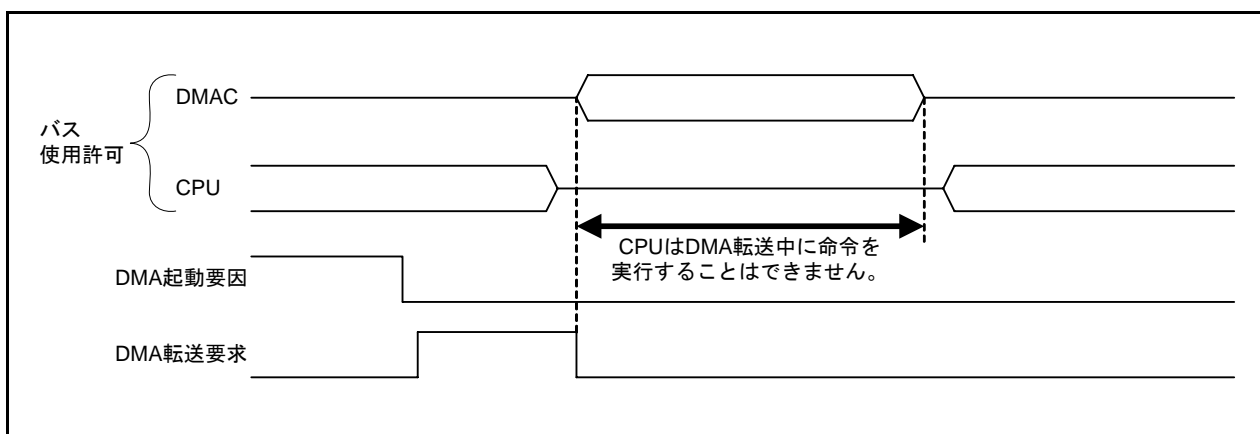 バス
使用許可
DMAC
CPU
CPUはDMA転送中に命令を
実行することはできません。
DMA起動要因
DMA転送要求